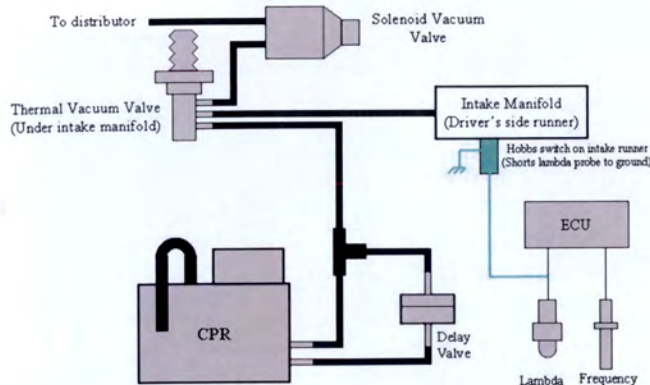 To distributor
Solenoid Vacuum
Valve
Thermal Vacuum Valve
(Under intake manifold)
Intake Manifold
(Driver's side runner)
Hobbs switch on intake runner
(Shorts lambda probe to ground)
ECU
CPR
Delay
Valve
Lambda
Frequency